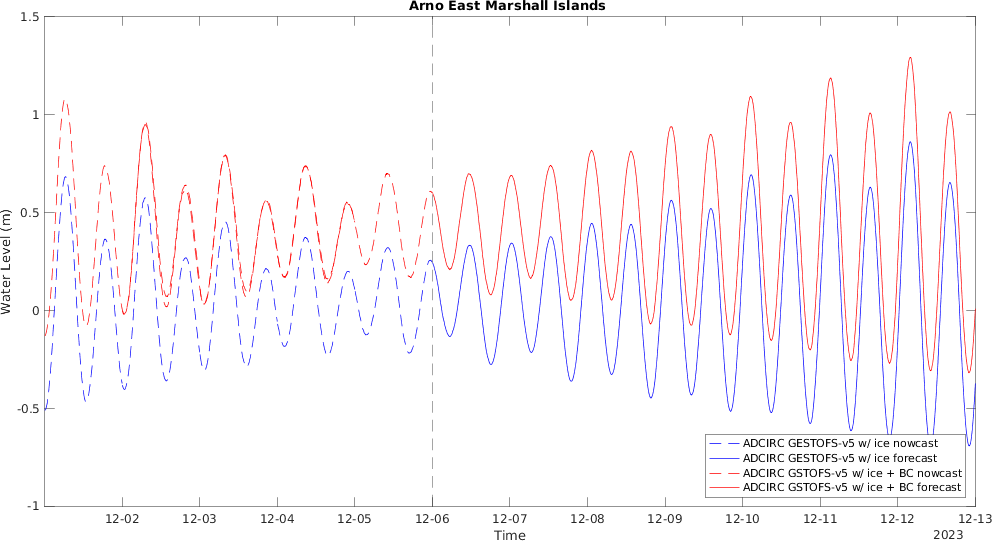 Arno East Marshall Islands
1.5
1
0.5
0
-0.5
-1
Water Level (m)
ADCIRC GESTOFS-v5 w/ ice nowcast
ADCIRC GESTOFS-v5 w/ ice forecast
ADCIRC GSTOFS-v5 w/ ice + BC nowcast
ADCIRC GSTOFS-v5 w/ ice + BC forecast
12-02 12-03 12-04 12-05 12-06 12-07 12-08 12-09 12-10 12-11 12-12 12-13
Time
2023